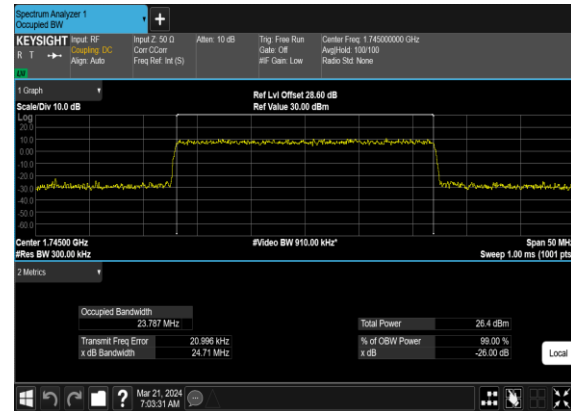 Spectrum Analyzer 1
Occupied BW
+
KEYSIGHT Input: RF Input Z: 50 Ω Atten: 10 dB Trig: Free Run Center Freq: 1.745000000 GHz
R T Coupling: DC Corr CCorr Gate: Off Avg|Hold: 100/100
Align: Auto Freq Ref: Int (S) #IF Gain: Low Radio Std: None
1 Graph
Ref Lvl Offset 28.60 dB
Scale/Div 10.0 dB Ref Value 30.00 dBm
Log
20.0
10.0
0.00
-10.0
-20.0
-30.0
-40.0
-50.0
-60.0
Center 1.74500 GHz #Video BW 910.00 kHz* Span 50 MHz
#Res BW 300.00 kHz Sweep 1.00 ms (1001 pts
2 Metrics
Occupied Bandwidth
23.787 MHz Total Power 26.4 dBm
Transmit Freq Error 20.996 kHz % of OBW Power 99.00 %
x dB Bandwidth 24.71 MHz x dB -26.00 dB
Local
? Mar 21, 2024
7:03:31 AM